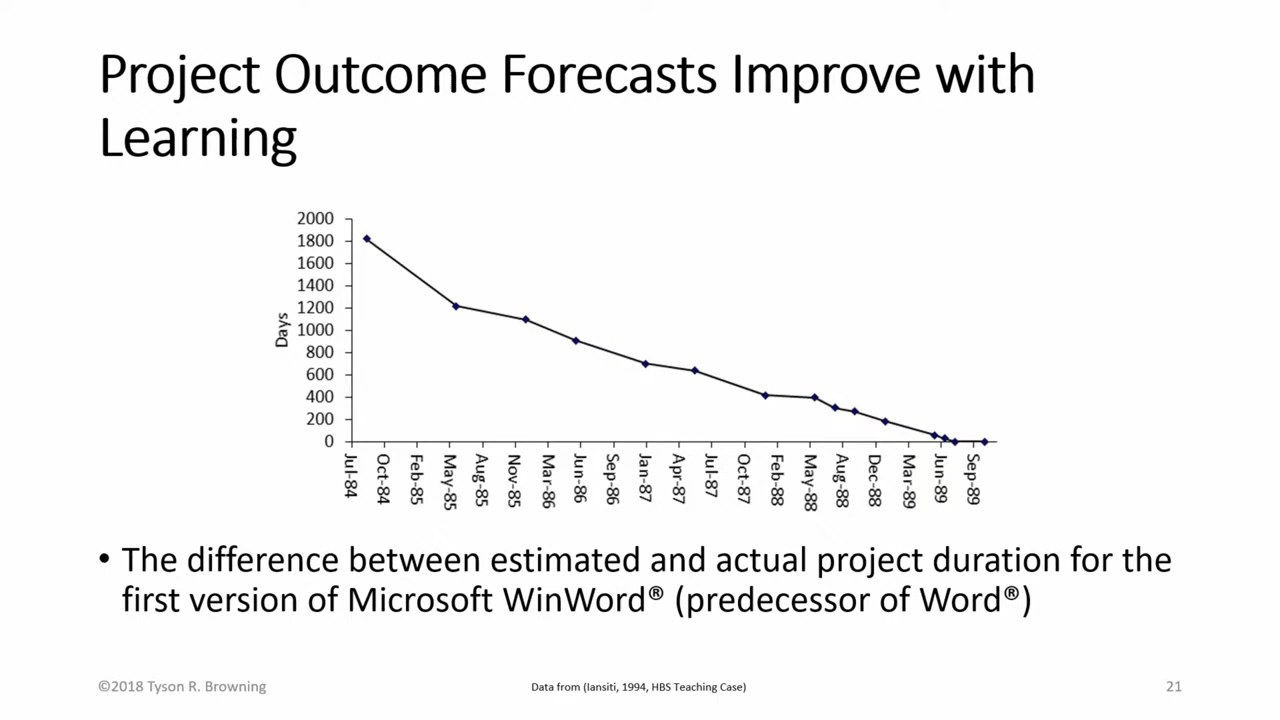 Project Outcome Forecasts Improve with
Learning
2000
1800
1600
1400
1200
1000
800
600
400
200
0
Days
Jul-84
Oct-84
Feb-85
May-85
Aug-85
Nov-85
Mar-86
Jun-86
Sep-86
Jan-87
Apr-87
Jul-87
Oct-87
Feb-88
May-88
Aug-88
Dec-88
Mar-89
Jun-89
Sep-89
• The difference between estimated and actual project duration for the
first version of Microsoft WinWord® (predecessor of Word®)
©2018 Tyson R. Browning
Data from (Iansiti, 1994, HBS Teaching Case)
21